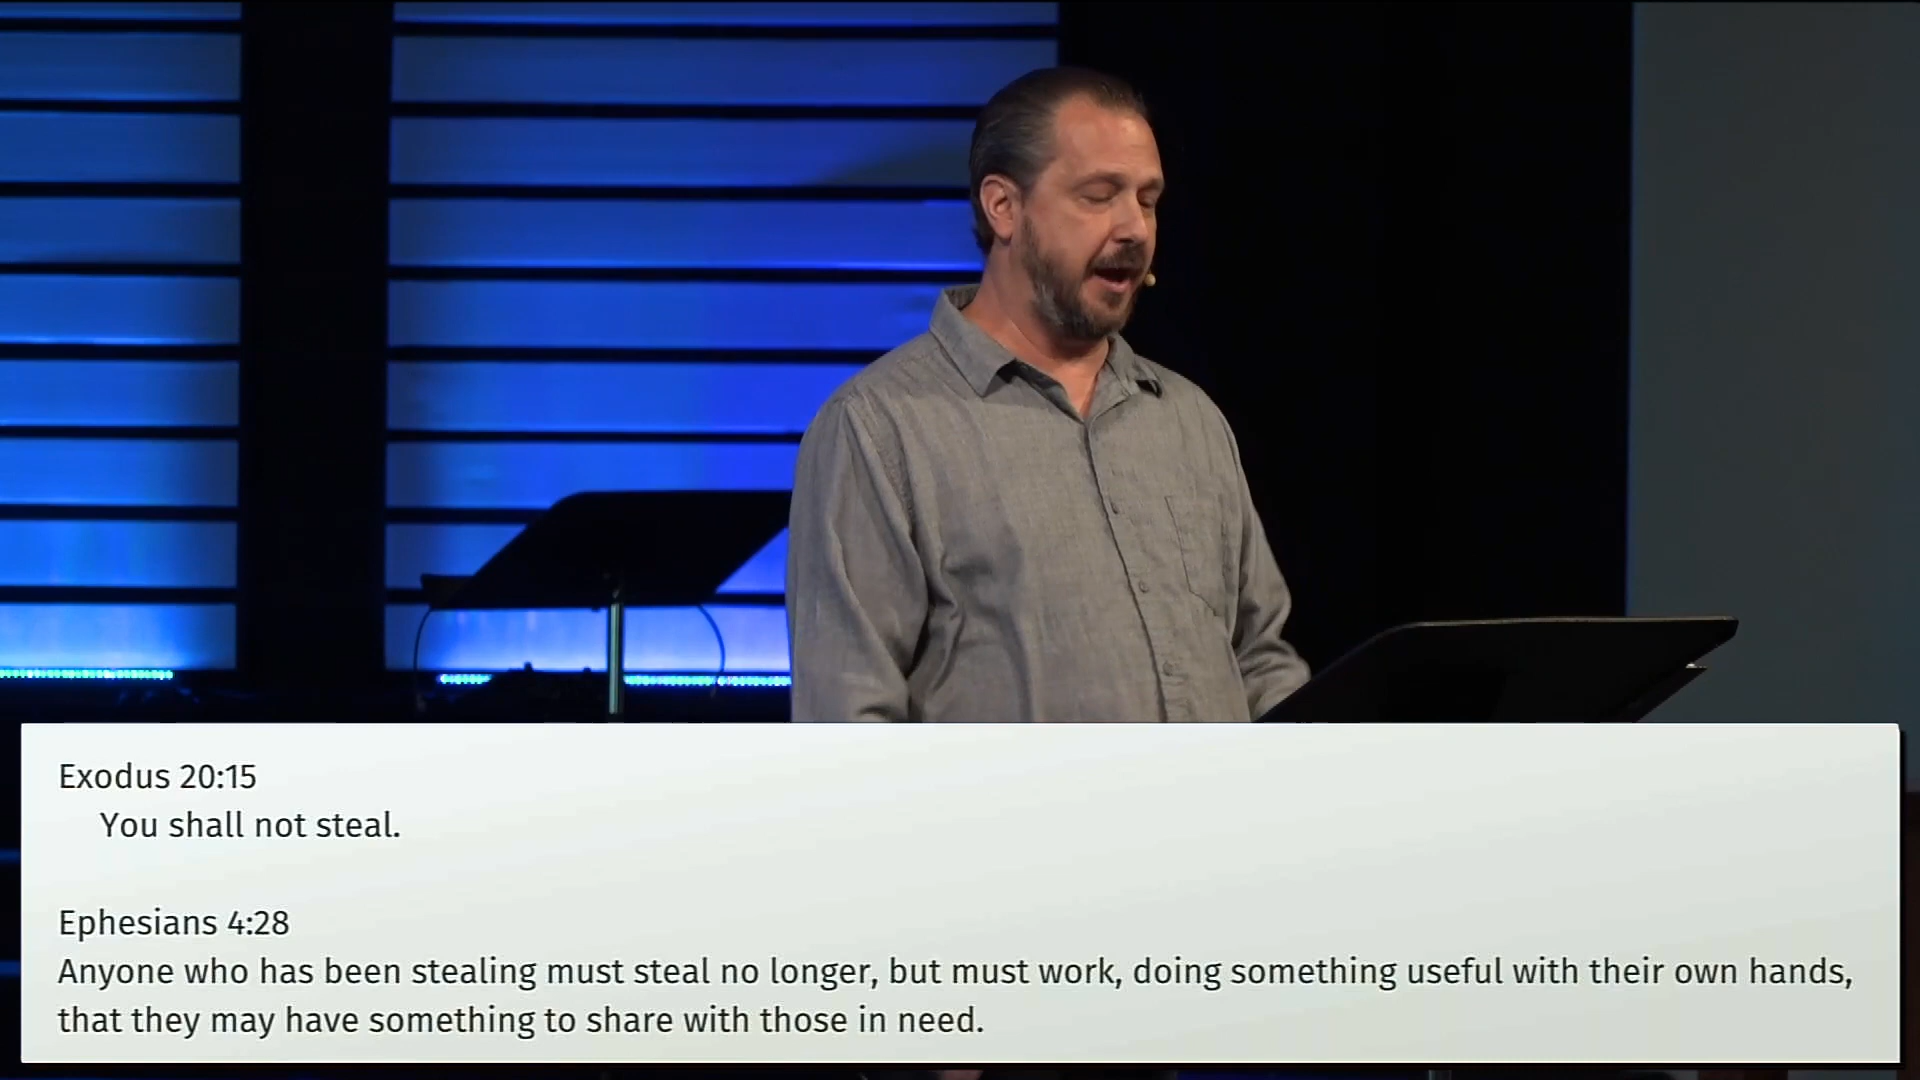 Exodus 20:15
You shall not steal.
Ephesians 4:28
Anyone who has been stealing must steal no longer, but must work, doing something useful with their own hands,
that they may have something to share with those in need.